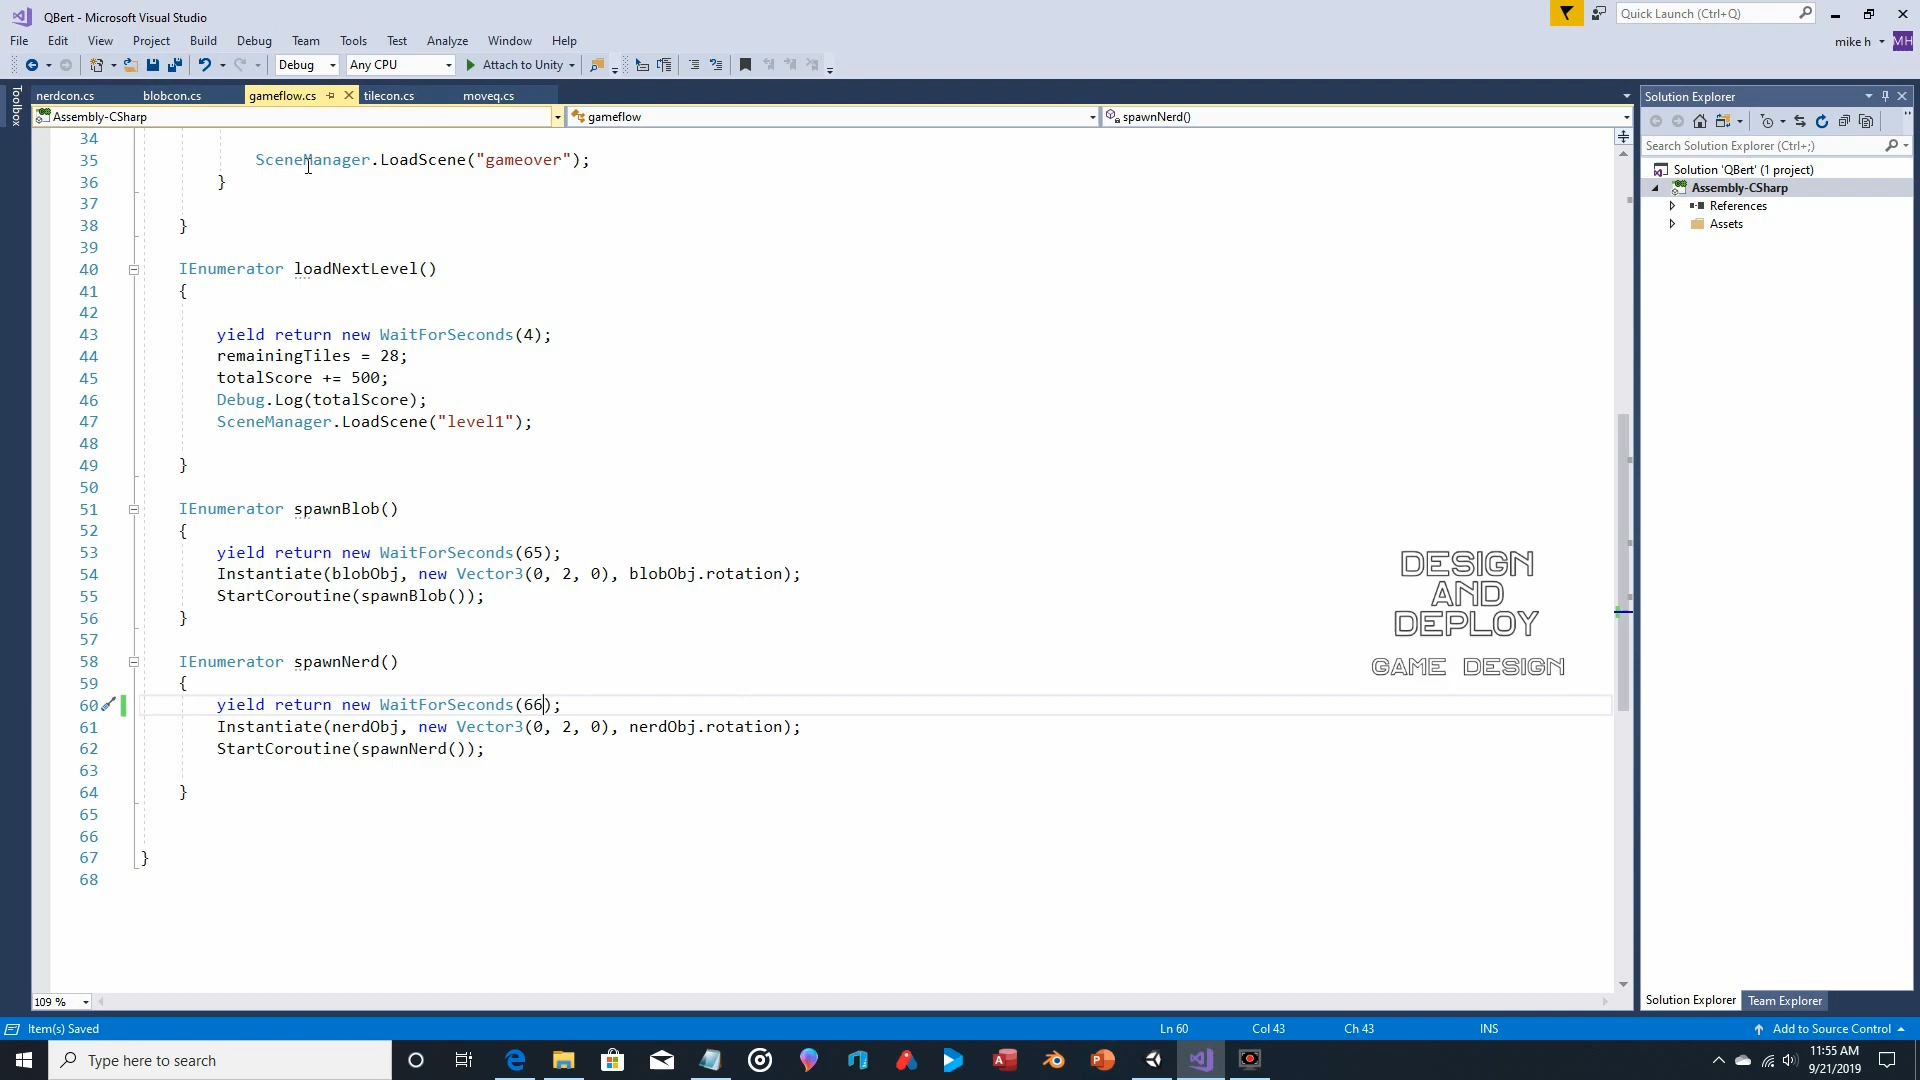 QBert - Microsoft Visual Studio
Quick Launch (Ctrl+Q)
File Edit View Project Build Debug Team Tools Test Analyze Window Help
mike h MH
Debug Any CPU Attach to Unity
Toolbox
nerdcon.cs blobcon.cs gameflow.cs tilecon.cs moveq.cs
Assembly-CSharp gameflow spawnNerd()
34
35 SceneManager.LoadScene("gameover");
36 }
37
38 }
39
40 IEnumerator loadNextLevel()
41 {
42
43 yield return new WaitForSeconds(4);
44 remainingTiles = 28;
45 totalScore += 500;
46 Debug.Log(totalScore);
47 SceneManager.LoadScene("level1");
48
49 }
50
51 IEnumerator spawnBlob()
52 {
53 yield return new WaitForSeconds(65);
54 Instantiate(blobObj, new Vector3(0, 2, 0), blobObj.rotation);
55 StartCoroutine(spawnBlob());
56 }
57
58 IEnumerator spawnNerd()
59 {
60 yield return new WaitForSeconds(66);
61 Instantiate(nerdObj, new Vector3(0, 2, 0), nerdObj.rotation);
62 StartCoroutine(spawnNerd());
63
64 }
65
66
67 }
68
Solution Explorer
Search Solution Explorer (Ctrl+;)
Solution 'QBert' (1 project)
Assembly-CSharp
References
Assets
DESIGN
AND
DEPLOY
GAME DESIGN
109 %
Solution Explorer Team Explorer
Item(s) Saved Ln 60 Col 43 Ch 43 INS Add to Source Control
Type here to search
11:55 AM
9/21/2019